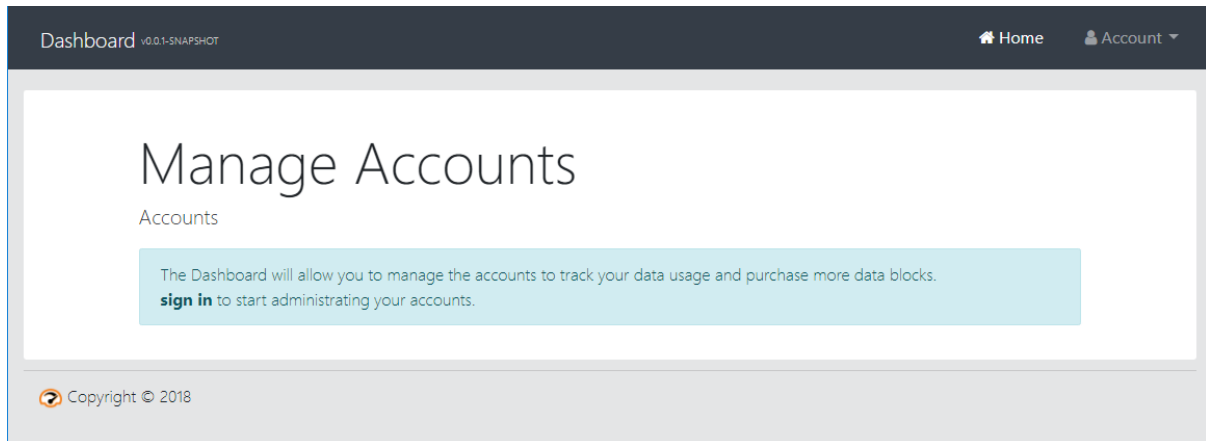 Dashboard v0.0.1-SNAPSHOT Home Account
Manage Accounts
Accounts
The Dashboard will allow you to manage the accounts to track your data usage and purchase more data blocks.
sign in to start administrating your accounts.
Copyright © 2018